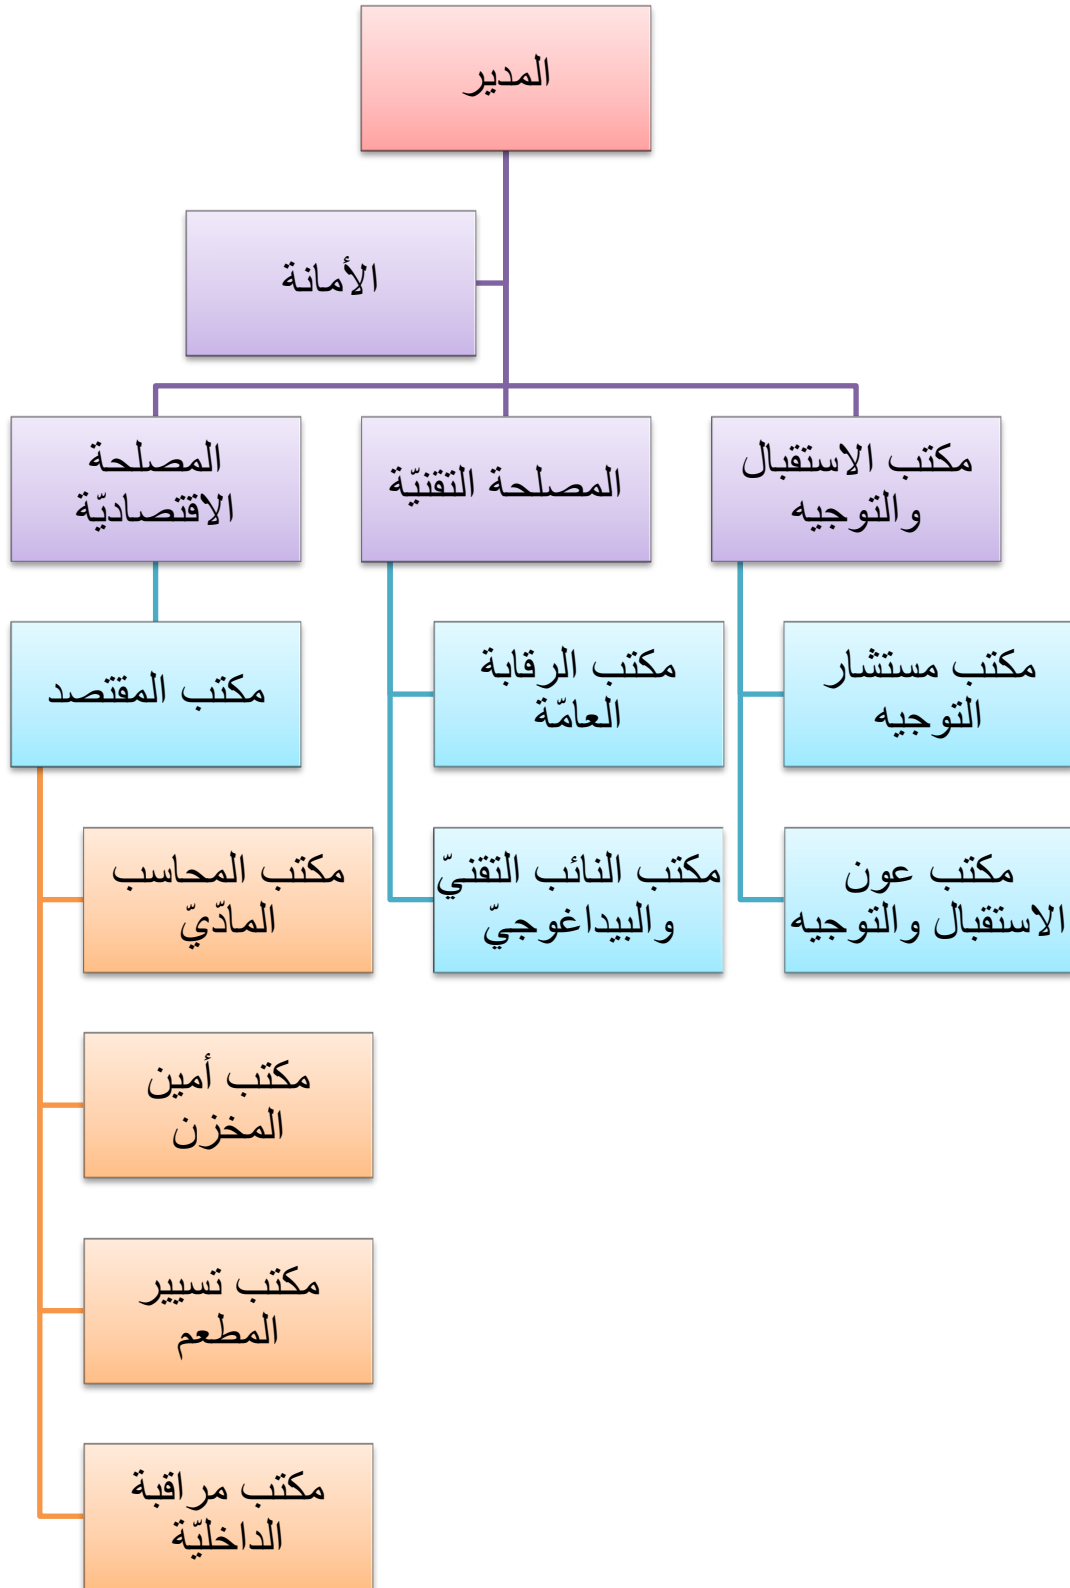 المدير
الأمانة
مكتب الاستقبال
والتوجيه
المصلحة التقنيّة
المصلحة
الاقتصاديّة
مكتب مستشار
التوجيه
مكتب الرقابة
العامّة
مكتب المقتصد
مكتب عون
الاستقبال والتوجيه
مكتب النائب التقنيّ
والبيداغوجيّ
مكتب المحاسب
المادّيّ
مكتب أمين
المخزن
مكتب تسيير
المطعم
مكتب مراقبة
الداخليّة